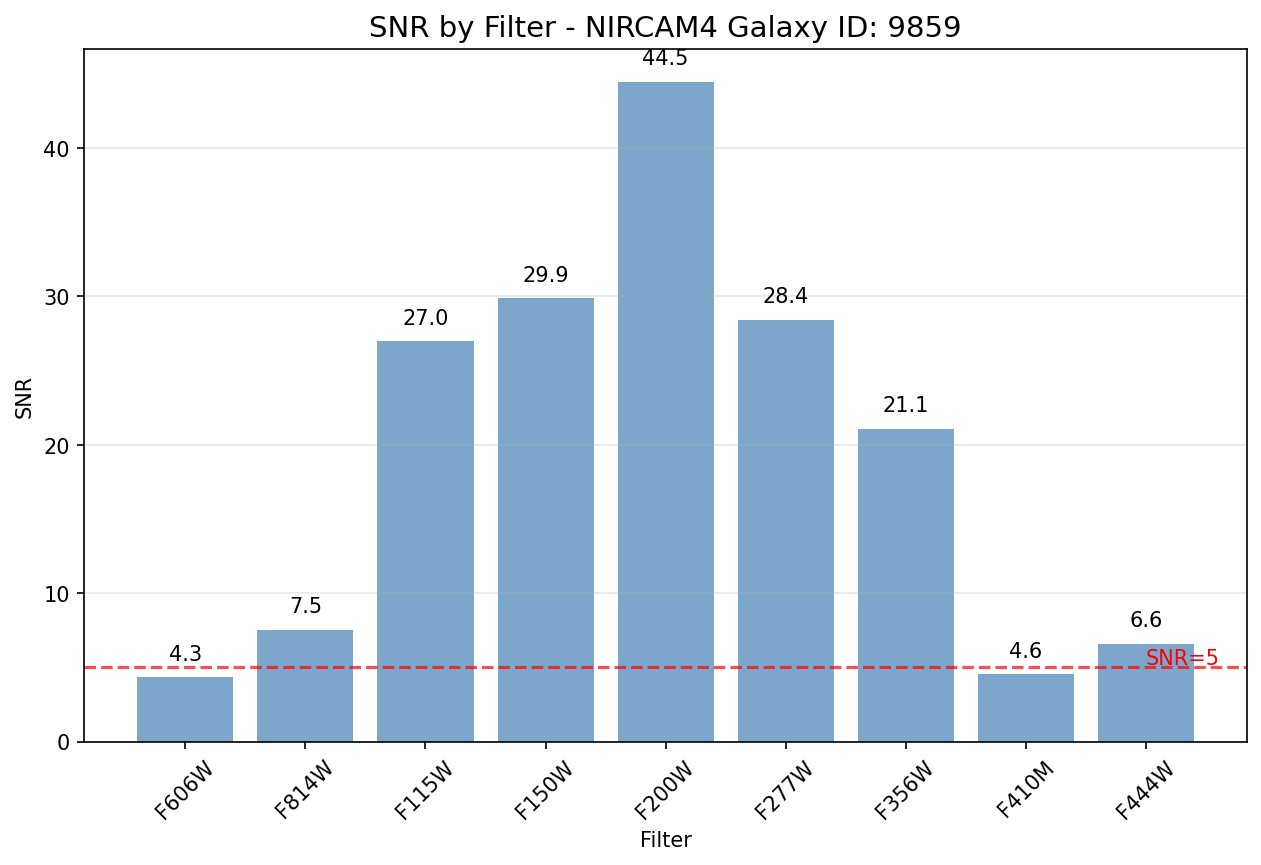 SNR by Filter - NIRCAM4 Galaxy ID: 9859
44.5
40
29.9
30
28.4
27.0
21.1
SNR
20
10
7.5
6.6
4.3
4.6
SNR=5
0
F606W
F814W
F115W
F150W
F200W
F277W
F356W
F410M
F444W
Filter